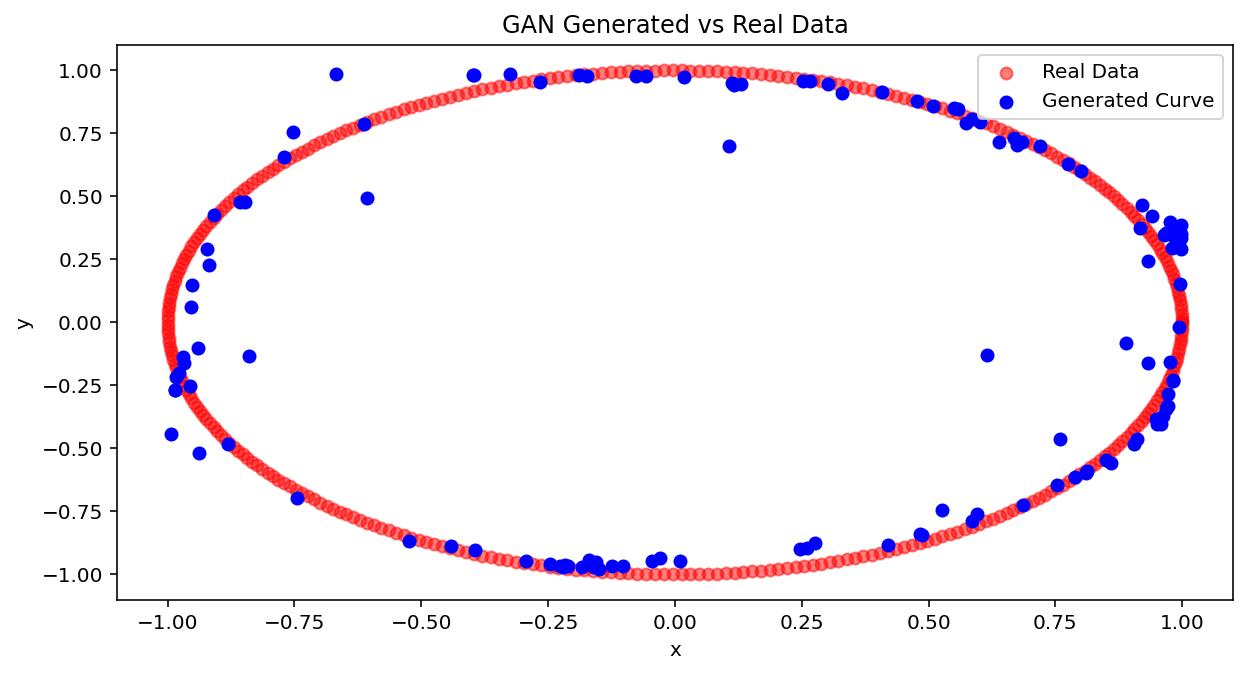 GAN Generated vs Real Data
Real Data
Generated Curve
1.00
0.75
0.50
0.25
0.00
−0.25
−0.50
−0.75
−1.00
y
−1.00 −0.75 −0.50 −0.25 0.00 0.25 0.50 0.75 1.00
x